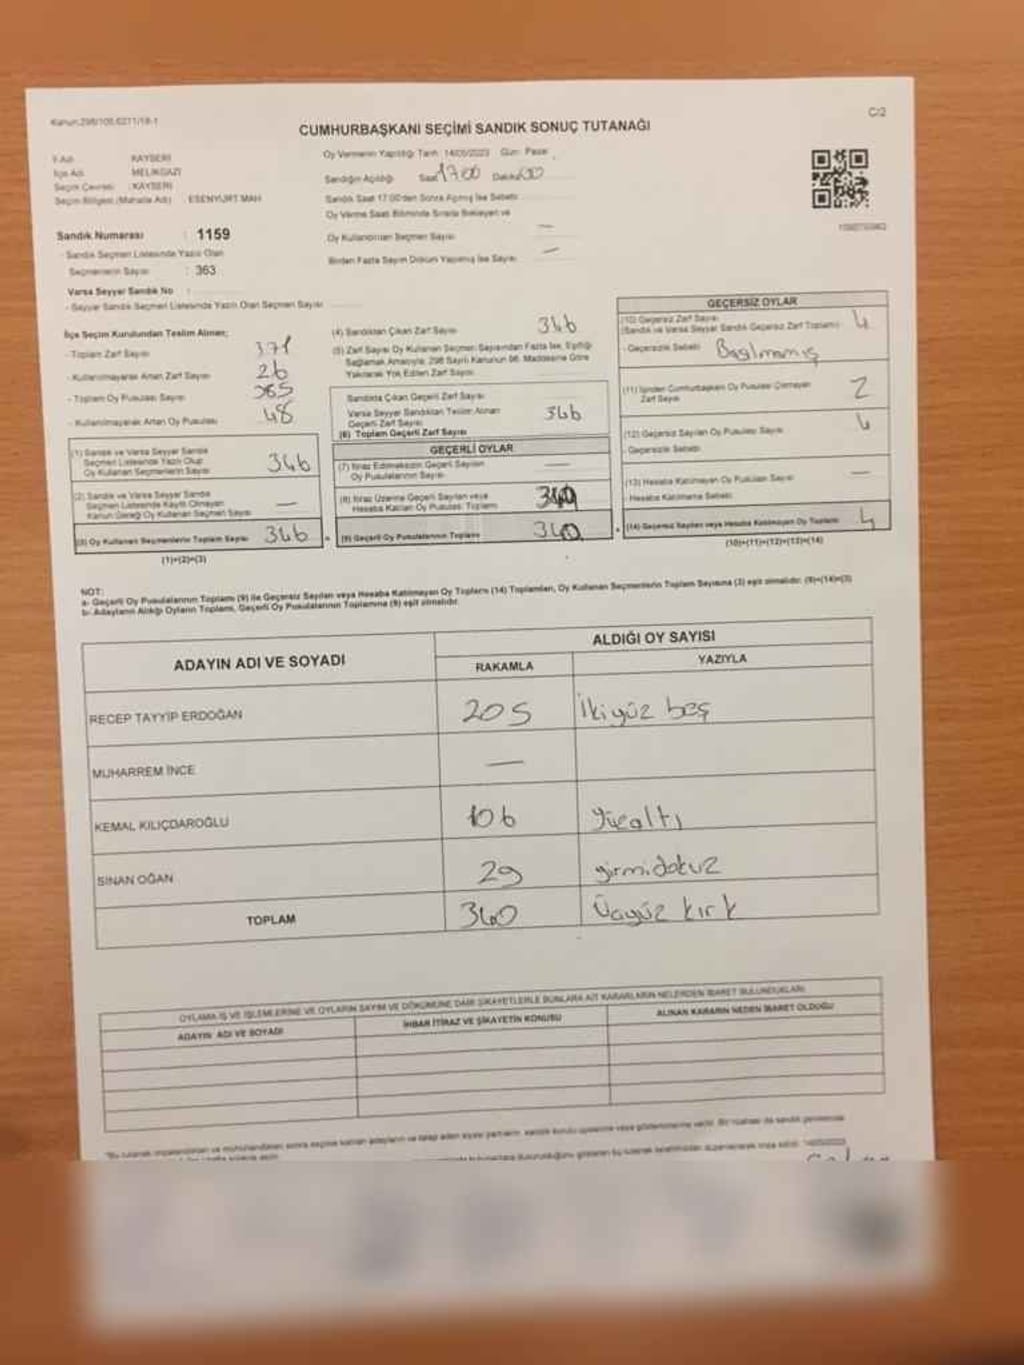 Kanun:298/105,6271/18-1
C/2
CUMHURBAŞKANI SEÇİMİ SANDIK SONUÇ TUTANAĞI
İl Adı : KAYSERİ
İlçe Adı : MELİKGAZİ
Seçim Çevresi : KAYSERİ
Seçim Bölgesi (Mahalle Adı) : ESENYURT MAH
Sandık Numarası : 1159
- Sandık Seçmen Listesinde Yazılı Olan
Seçmenlerin Sayısı : 363
Varsa Seyyar Sandık No :
- Seyyar Sandık Seçmen Listesinde Yazılı Olan Seçmen Sayısı
Oy Vermenin Yapıldığı Tarih : 14/05/2023 Gün : Pazar
Sandığın Açıldığı Saat 17:00 Dakika 00
Sandık Saat 17:00'den Sonra Açılmış İse Sebebi
Oy Verme Saati Bitiminde Sırada Bekleyen ve
Oy Kullandırılan Seçmen Sayısı —
Birden Fazla Sayım Döküm Yapılmış İse Sayısı —
İlçe Seçim Kurulundan Teslim Alınan;
- Toplam Zarf Sayısı 371
- Kullanılmayarak Artan Zarf Sayısı 26
- Toplam Oy Pusulası Sayısı 365
- Kullanılmayarak Artan Oy Pusulası 48
(1) Sandık ve Varsa Seyyar Sandık
Seçmen Listesinde Yazılı Olup
Oy Kullanan Seçmenlerin Sayısı 346
(2) Sandık ve Varsa Seyyar Sandık
Seçmen Listesinde Kayıtlı Olmayan
Kanun Gereği Oy Kullanan Seçmen Sayısı —
(3) Oy Kullanan Seçmenlerin Toplam Sayısı 346
(1)+(2)=(3)
(4) Sandıktan Çıkan Zarf Sayısı 346
(5) Zarf Sayısı Oy Kullanan Seçmen Sayısından Fazla İse, Eşitliği
Sağlamak Amacıyla, 298 Sayılı Kanunun 98. Maddesine Göre
Yakılarak Yok Edilen Zarf Sayısı
Sandıkta Çıkan Geçerli Zarf Sayısı
Varsa Seyyar Sandıktan Teslim Alınan
Geçerli Zarf Sayısı 346
(6) Toplam Geçerli Zarf Sayısı
GEÇERLİ OYLAR
(7) İtiraz Edilmeksizin Geçerli Sayılan
Oy Pusulası Sayısı —
(8) İtiraz Üzerine Geçerli Sayılan veya
Hesaba Katılan Oy Pusulası Toplamı 340
(9) Geçerli Oy Pusulalarının Toplamı 340
GEÇERSİZ OYLAR
(10) Geçersiz Zarf Sayısı 4
(Sandık ve Varsa Seyyar Sandık Geçersiz Zarf Toplamı)
- Geçersizlik Sebebi Basılmamış
(11) İçinden Cumhurbaşkanı Oy Pusulası Çıkmayan
Zarf Sayısı 2
(12) Geçersiz Sayılan Oy Pusulası Sayısı 4
- Geçersizlik Sebebi
(13) Hesaba Katılmayan Oy Pusulası Sayısı —
- Hesaba Katılmama Sebebi
(14) Geçersiz Sayılan veya Hesaba Katılmayan Oy Toplamı 4
(10)+(11)+(12)+(13)=(14)
NOT:
a- Geçerli Oy Pusulalarının Toplamı (9) ile Geçersiz Sayılan veya Hesaba Katılmayan Oy Toplamı (14) Toplamları, Oy Kullanan Seçmenlerin Toplam Sayısına (3) eşit olmalıdır. (9)+(14)=(3)
b- Adayların Aldığı Oyların Toplamı, Geçerli Oy Pusulalarının Toplamına (9) eşit olmalıdır.
ADAYIN ADI VE SOYADI
ALDIĞI OY SAYISI
RAKAMLA YAZIYLA
RECEP TAYYİP ERDOĞAN 205 İkiyüz beş
MUHARREM İNCE —
KEMAL KILIÇDAROĞLU 106 Yüzaltı
SİNAN OĞAN 29 yirmidokuz
TOPLAM 340 Üçyüz kırk
OYLAMA İŞ VE İŞLEMLERİNE VE OYLARIN SAYIM VE DÖKÜMÜNE DAİR ŞİKAYETLERLE BUNLARA AİT KARARLARIN NELERDEN İBARET BULUNDUKLARI
ADAYIN ADI VE SOYADI
İHBAR İTİRAZ VE ŞİKAYETİN KONUSU
ALINAN KARARIN NEDEN İBARET OLDUĞU